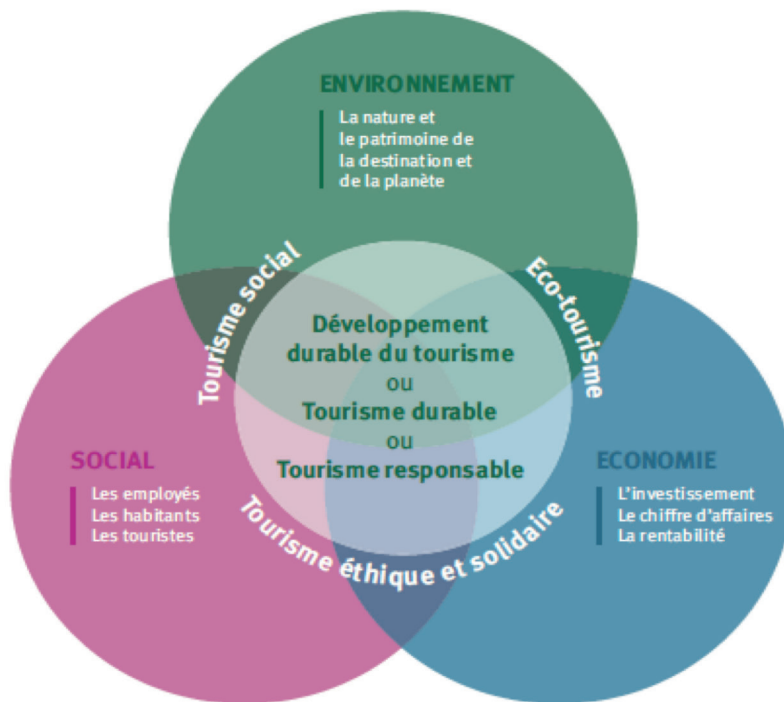 ENVIRONNEMENT
La nature et
le patrimoine de
la destination et
de la planète
Tourisme social
Eco-tourisme
Développement
durable du tourisme
ou
Tourisme durable
ou
Tourisme responsable
SOCIAL
Les employés
Les habitants
Les touristes
ECONOMIE
L'investissement
Le chiffre d'affaires
La rentabilité
Tourisme éthique et solidaire